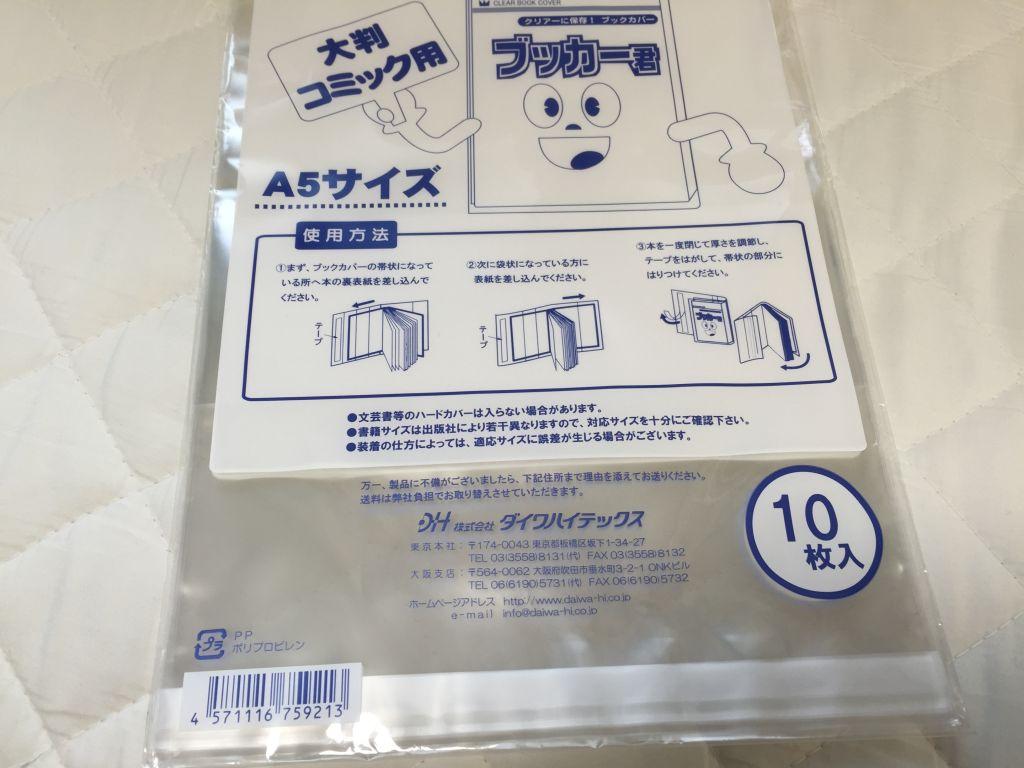 CLEAR BOOK COVER
クリアーに保存！ ブックカバー
ブッカー君
大判
コミック用
A5サイズ
使用方法
①まず、ブックカバーの帯状になって
いる所へ本の裏表紙を差し込んで
ください。
テープ
②次に袋状になっている方に
表紙を差し込んでください。
テープ
③本を一度閉じて厚さを調節し、
テープをはがして、帯状の部分に
はりつけてください。
ブッカー君
●文芸書等のハードカバーは入らない場合があります。
●書籍サイズは出版社により若干異なりますので、対応サイズを十分にご確認下さい。
●装着の仕方によっては、適応サイズに誤差が生じる場合がございます。
万一、製品に不備がございましたら、下記住所まで理由を添えてお送りください。
送料は弊社負担でお取り替えさせていただきます。
DH 株式会社 ダイワハイテックス
東京本社：〒174-0043 東京都板橋区坂下1-34-27
TEL 03(3558)8131(代) FAX 03(3558)8132
大阪支店：〒564-0062 大阪府吹田市垂水町3-2-1 ONKビル
TEL 06(6190)5731(代) FAX 06(6190)5732
ホームページアドレス http://www.daiwa-hi.co.jp
e-mail info@daiwa-hi.co.jp
10
枚入
プラ
PP
ポリプロピレン
4 571116 759213